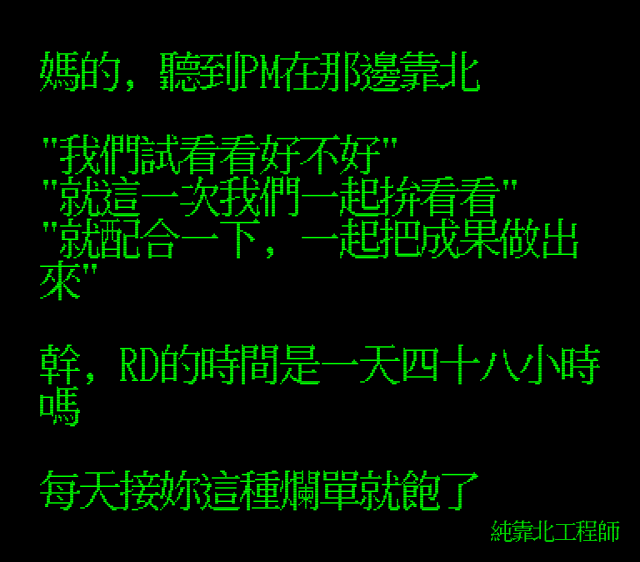 媽的, 聽到PM在那邊靠北
"我們試看看好不好"
"就這一次我們一起拚看看"
"就配合一下, 一起把成果做出
來"
幹, RD的時間是一天四十八小時
嗎
每天接妳這種爛單就飽了
純靠北工程師